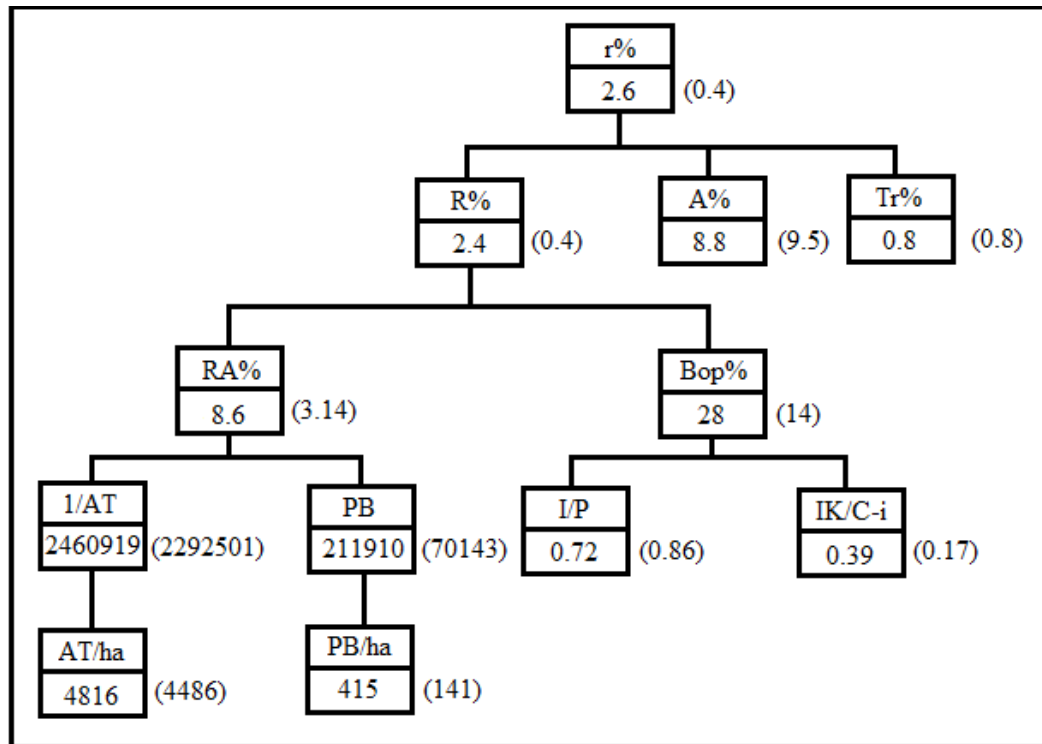 r%
2.6 (0.4)
R%
2.4 (0.4)
A%
8.8 (9.5)
Tr%
0.8 (0.8)
RA%
8.6 (3.14)
Bop%
28 (14)
1/AT
2460919 (2292501)
PB
211910 (70143)
I/P
0.72 (0.86)
IK/C-i
0.39 (0.17)
AT/ha
4816 (4486)
PB/ha
415 (141)